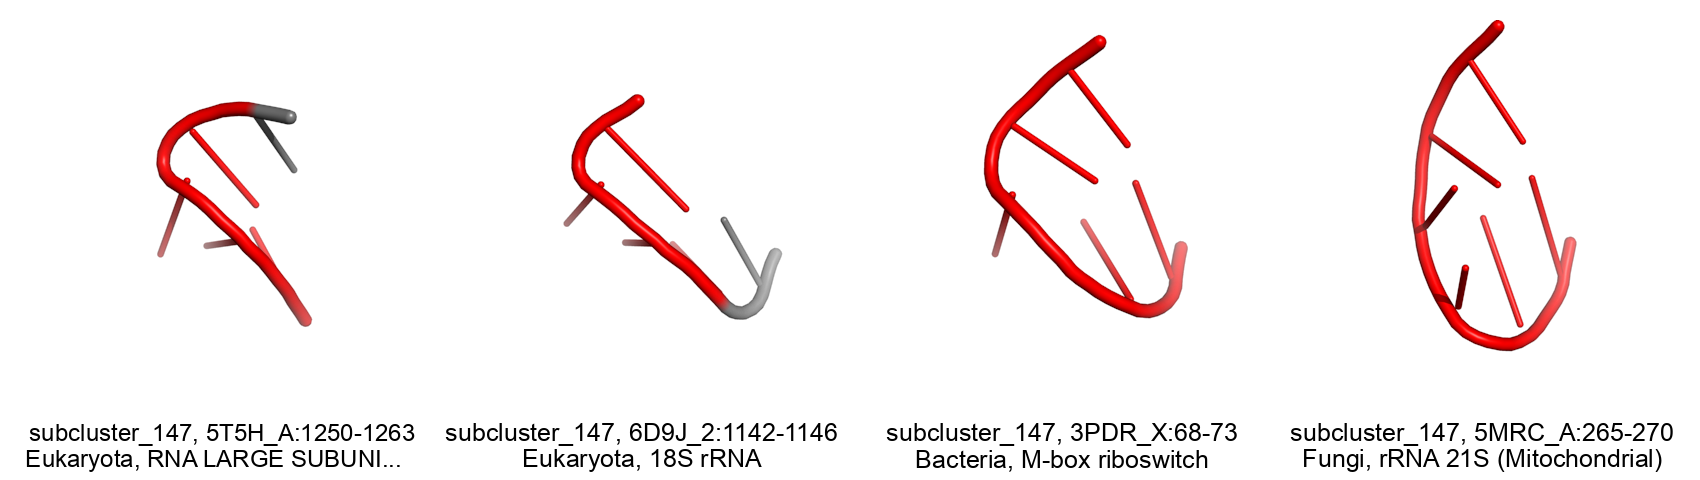 subcluster_147, 5T5H_A:1250-1263
Eukaryota, RNA LARGE SUBUNI...
subcluster_147, 6D9J_2:1142-1146
Eukaryota, 18S rRNA
subcluster_147, 3PDR_X:68-73
Bacteria, M-box riboswitch
subcluster_147, 5MRC_A:265-270
Fungi, rRNA 21S (Mitochondrial)